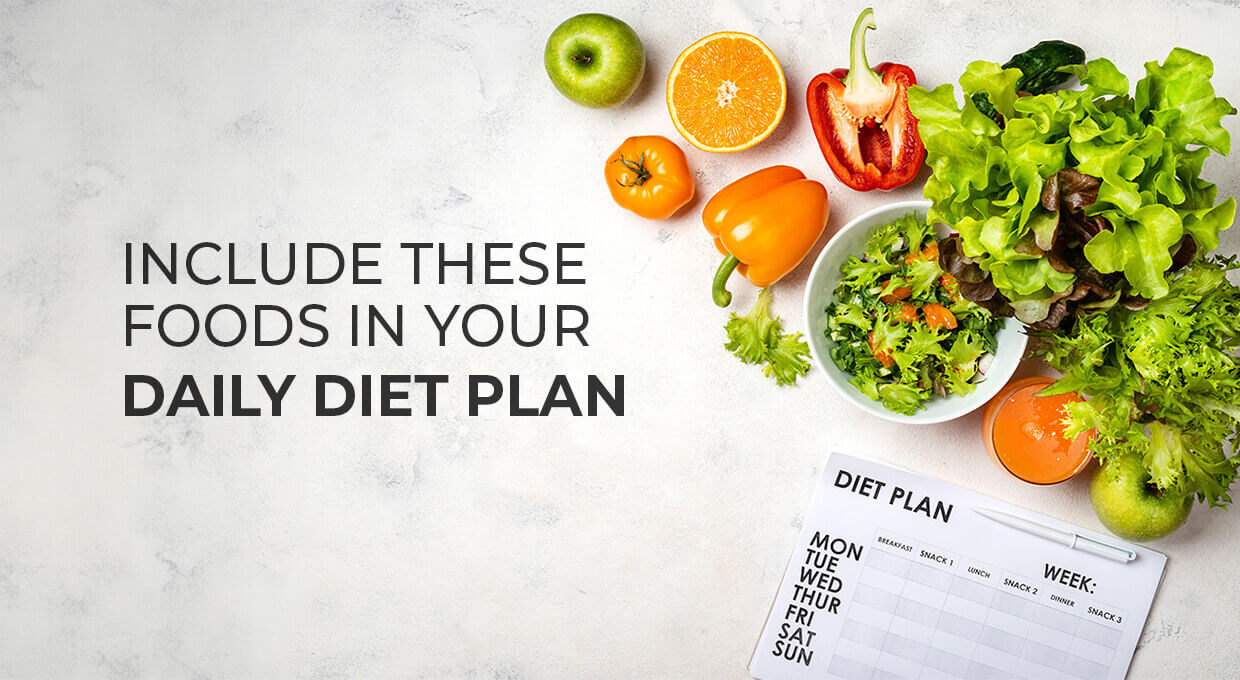 INCLUDE THESE
FOODS IN YOUR
DAILY DIET PLAN
DIET PLAN
WEEK:
BREAKFAST SNACK 1 LUNCH SNACK 2 DINNER SNACK 3
MON
TUE
WED
THUR
FRI
SAT
SUN